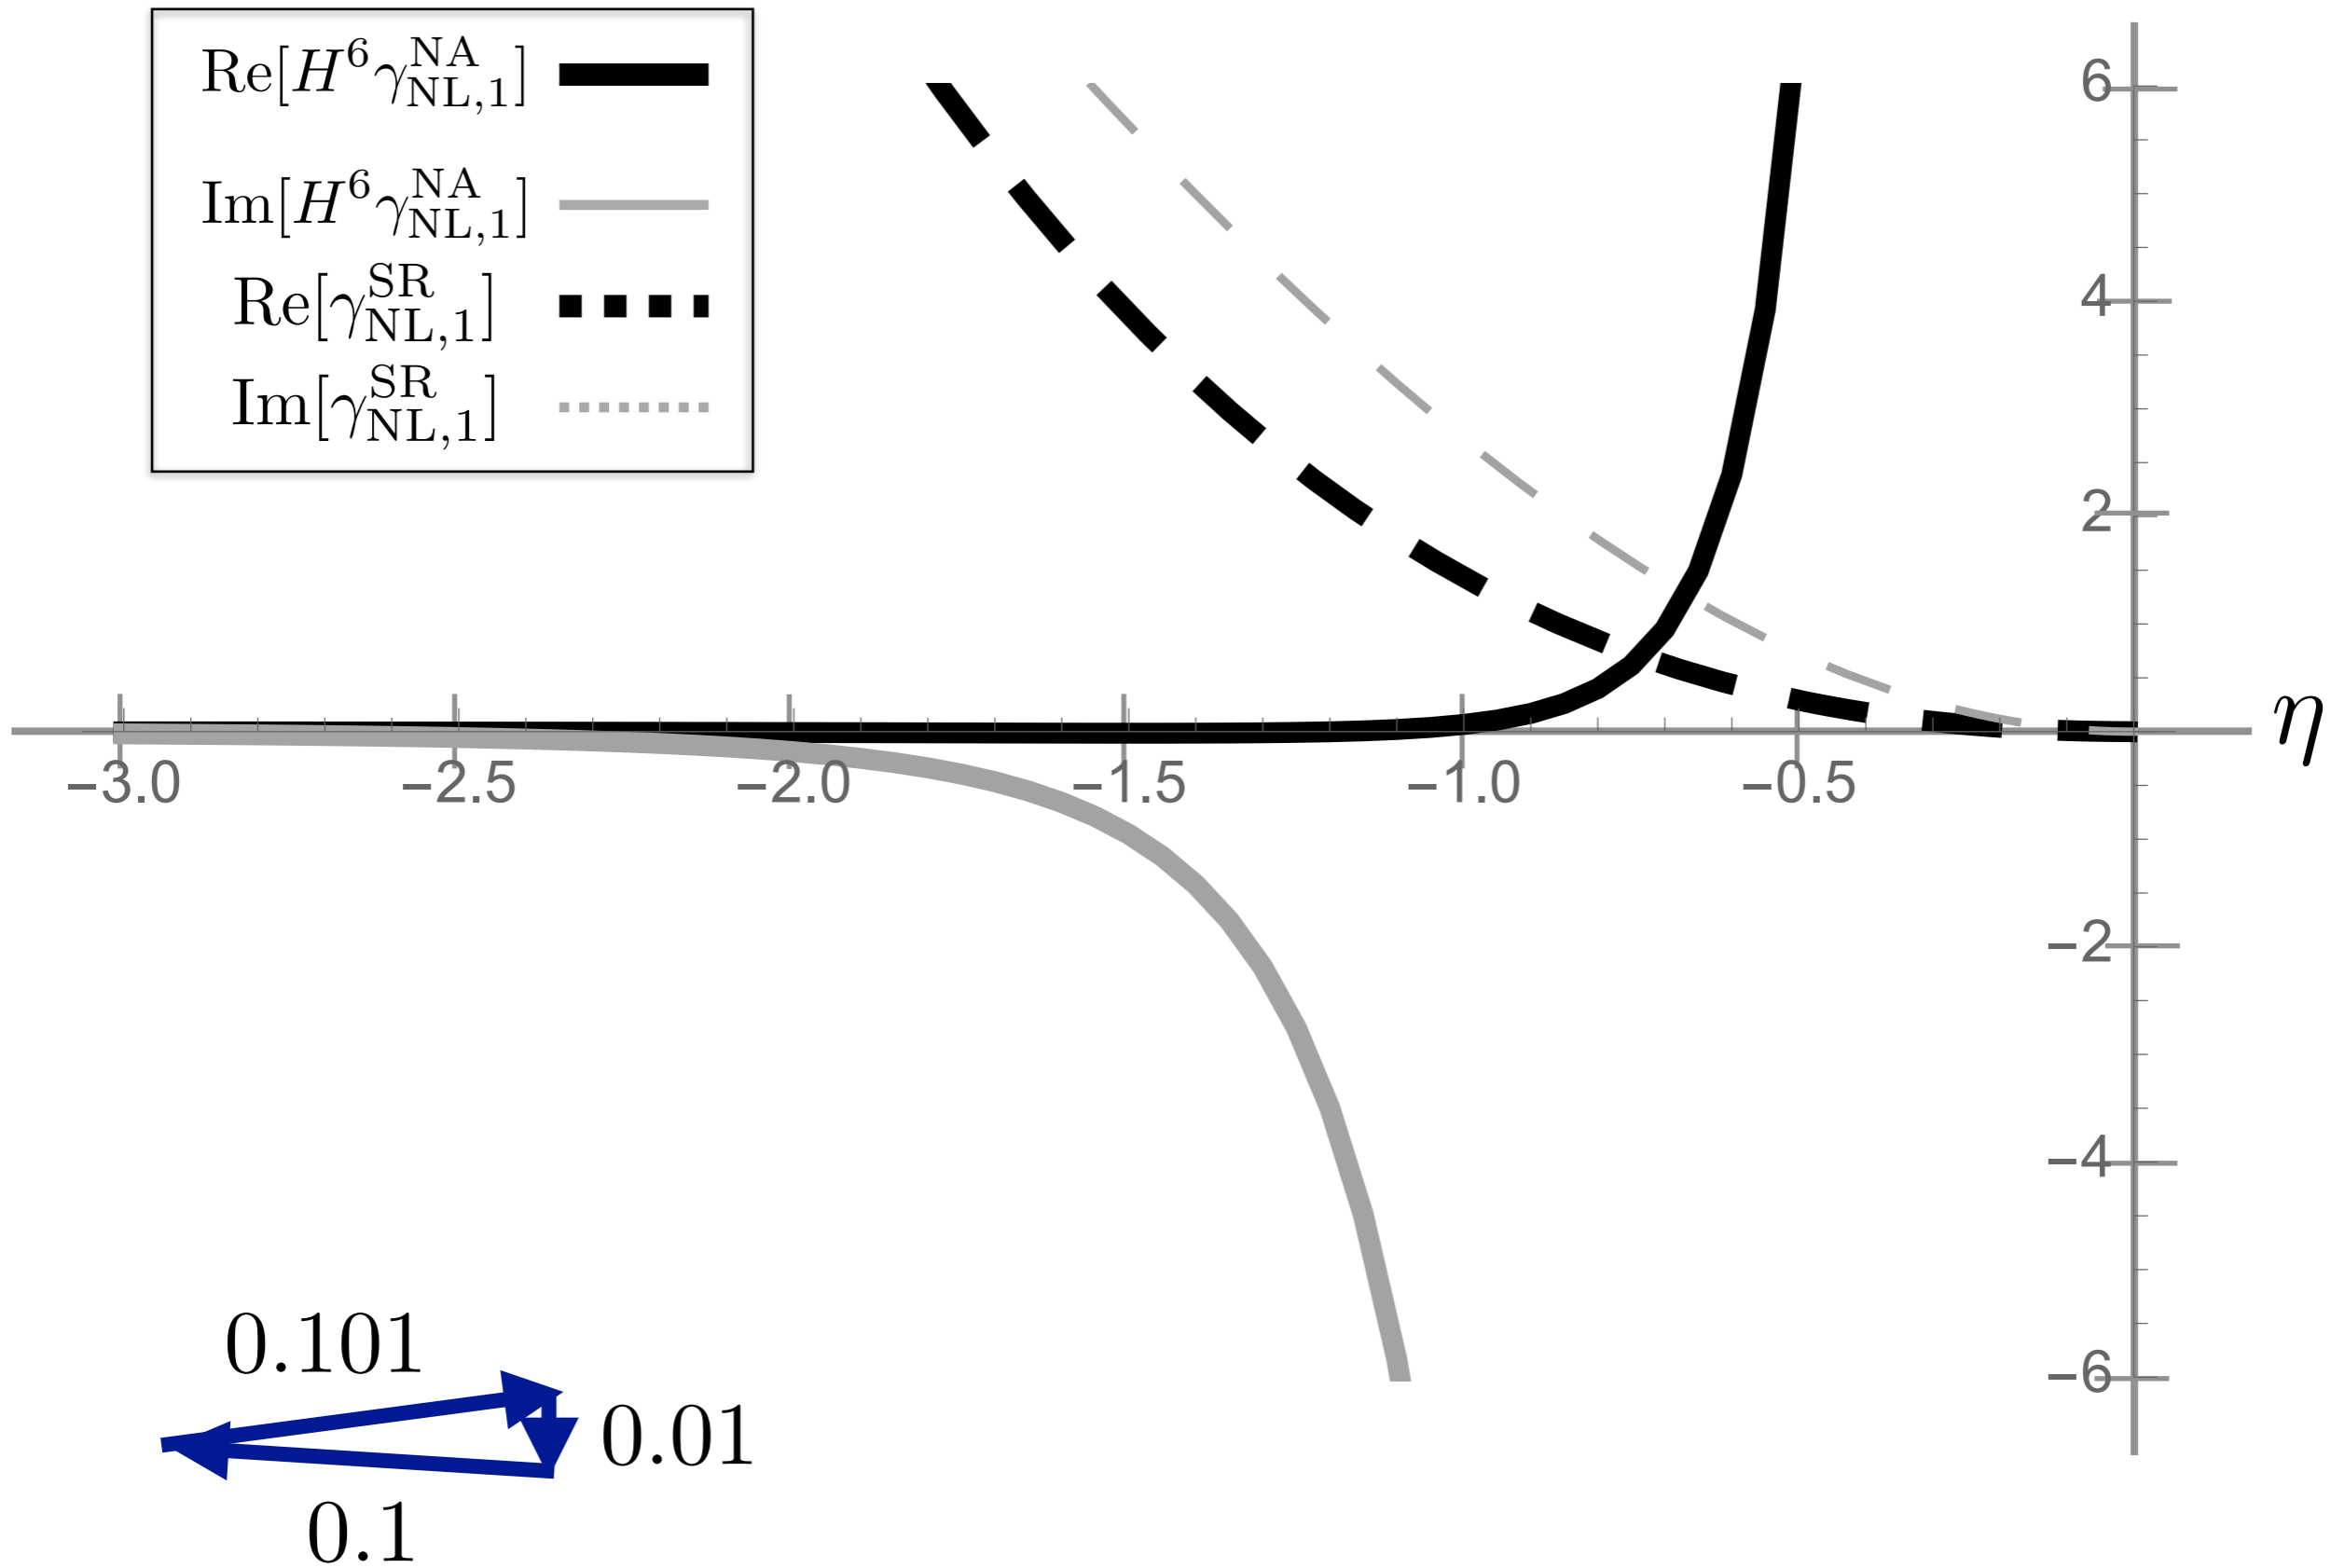 Re[H^6 γ^NA_NL,1]
Im[H^6 γ^NA_NL,1]
Re[γ^SR_NL,1]
Im[γ^SR_NL,1]
6
4
2
η
−3.0 −2.5 −2.0 −1.5 −1.0 −0.5
−2
−4
−6
0.101
0.01
0.1